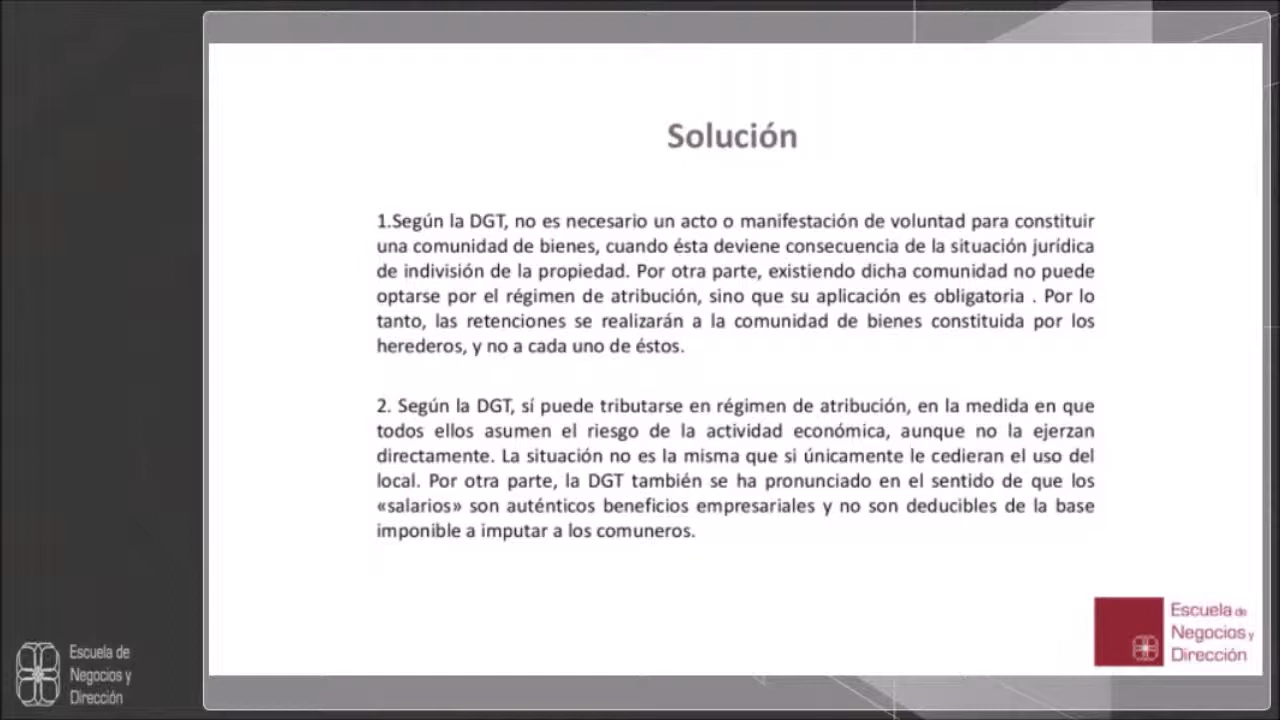 Solución
1.Según la DGT, no es necesario un acto o manifestación de voluntad para constituir
una comunidad de bienes, cuando ésta deviene consecuencia de la situación jurídica
de indivisión de la propiedad. Por otra parte, existiendo dicha comunidad no puede
optarse por el régimen de atribución, sino que su aplicación es obligatoria . Por lo
tanto, las retenciones se realizarán a la comunidad de bienes constituida por los
herederos, y no a cada uno de éstos.
2. Según la DGT, sí puede tributarse en régimen de atribución, en la medida en que
todos ellos asumen el riesgo de la actividad económica, aunque no la ejerzan
directamente. La situación no es la misma que si únicamente le cedieran el uso del
local. Por otra parte, la DGT también se ha pronunciado en el sentido de que los
«salarios» son auténticos beneficios empresariales y no son deducibles de la base
imponible a imputar a los comuneros.
Escuela de
Negocios y
Dirección
Escuela de
Negocios y
Dirección